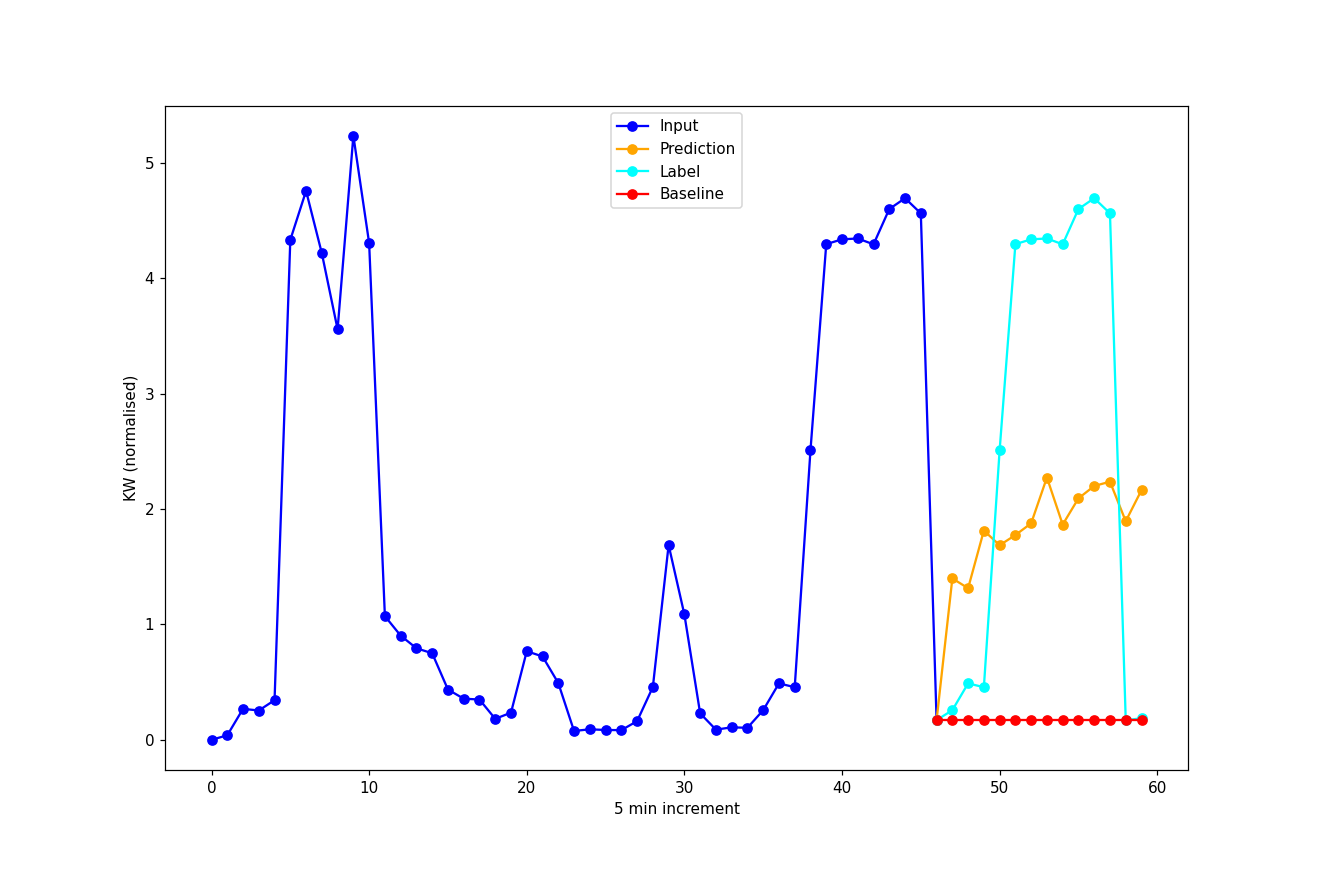 Input
Prediction
Label
Baseline
KW (normalised)
5
4
3
2
1
0
0 10 20 30 40 50 60
5 min increment